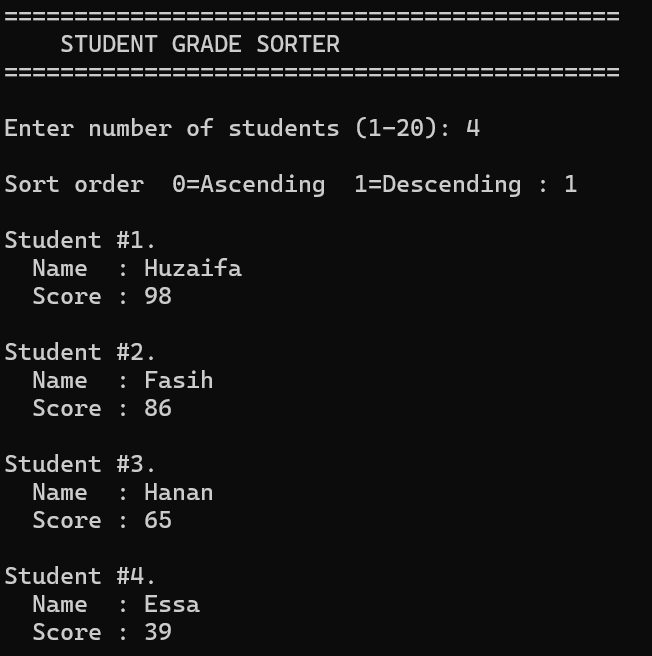 ============================================
    STUDENT GRADE SORTER
============================================

Enter number of students (1-20): 4

Sort order  0=Ascending  1=Descending : 1

Student #1.
  Name  : Huzaifa
  Score : 98

Student #2.
  Name  : Fasih
  Score : 86

Student #3.
  Name  : Hanan
  Score : 65

Student #4.
  Name  : Essa
  Score : 39